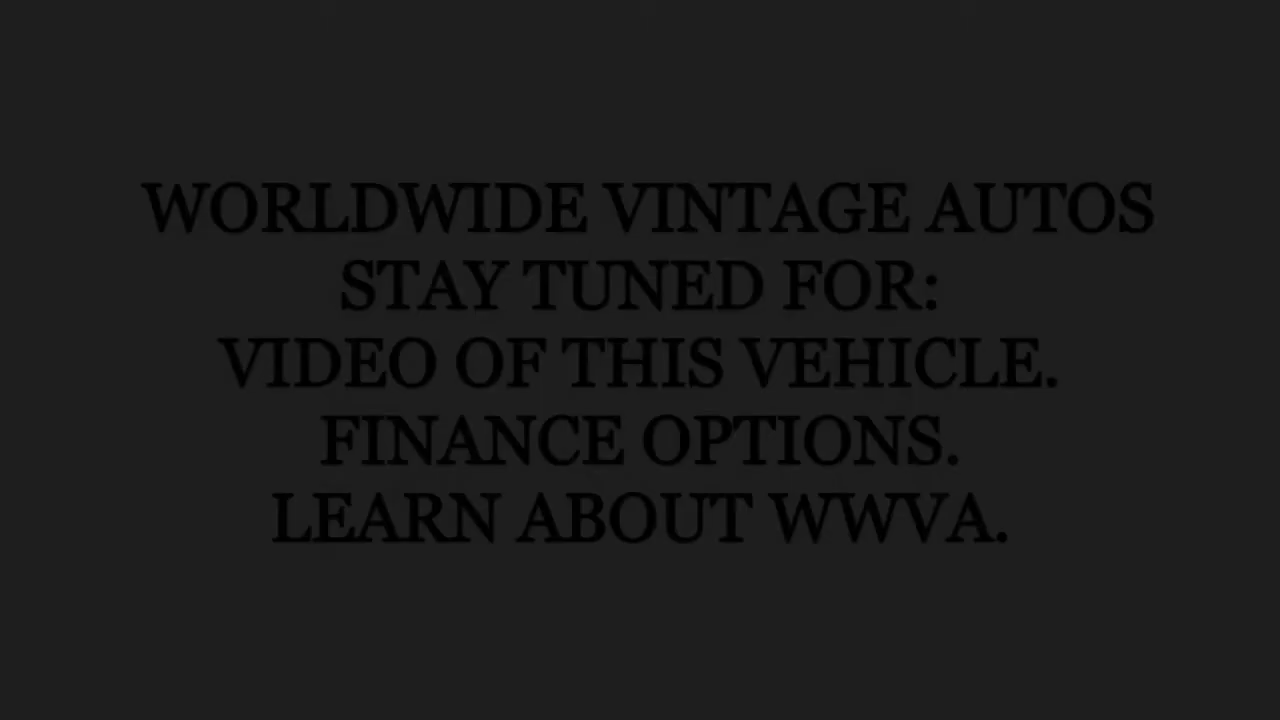 WORLDWIDE VINTAGE AUTOS
STAY TUNED FOR:
VIDEO OF THIS VEHICLE.
FINANCE OPTIONS.
LEARN ABOUT WWVA.